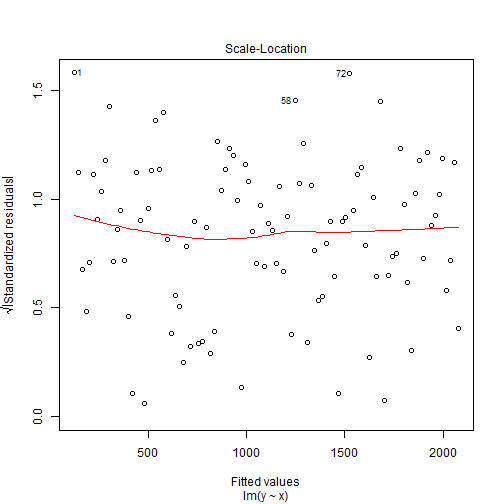 Scale-Location
√|Standardized residuals|
1.5
1.0
0.5
0.0
1
72
58
500
1000
1500
2000
Fitted values
lm(y ~ x)